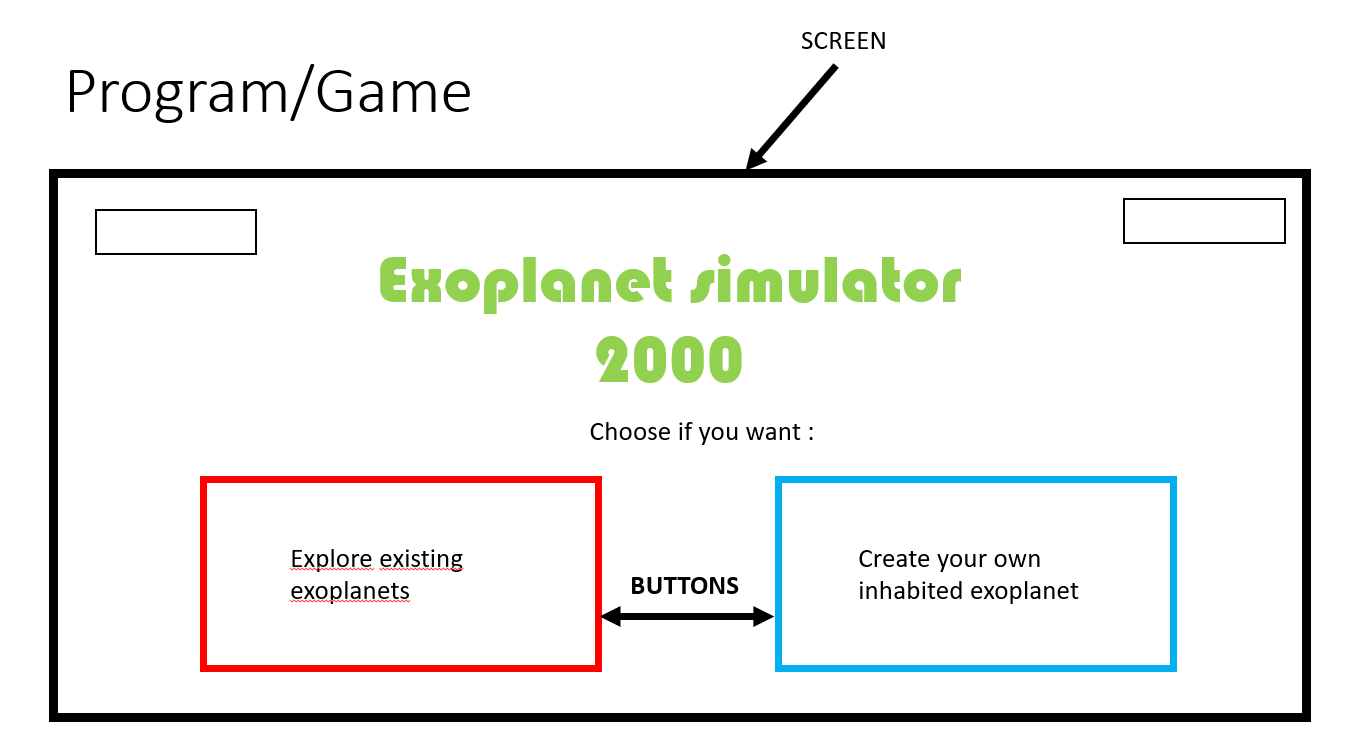 SCREEN
Program/Game
Exoplanet simulator
2000
Choose if you want :
Explore existing
exoplanets
BUTTONS
Create your own
inhabited exoplanet